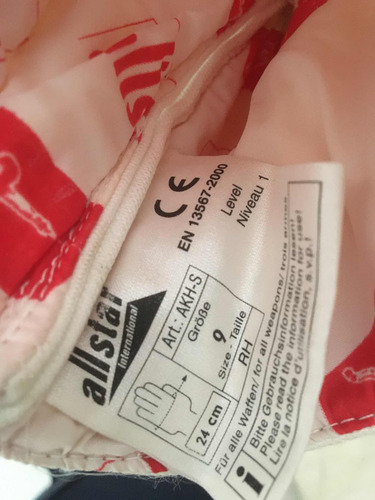 CE
EN 13567-2000
Level
Niveau 1
allstar
international
Art.: AKH-S
Größe
9
Size - Taille
RH
24 cm
Für alle Waffen/ for all weapons/ trois armes
i
Bitte Gebrauchsinformation lesen!
Please read the information for use!
Lire la notice d'utilisation, s.v.p.!